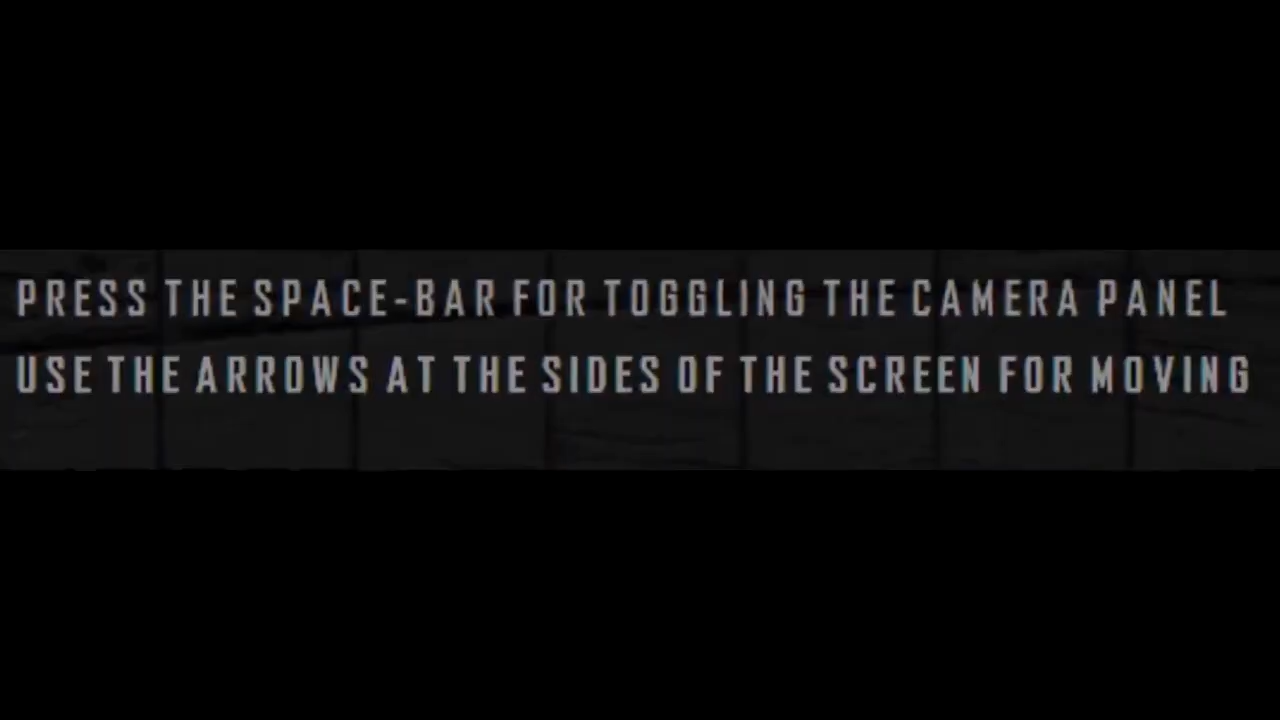 PRESS THE SPACE-BAR FOR TOGGLING THE CAMERA PANEL
USE THE ARROWS AT THE SIDES OF THE SCREEN FOR MOVING